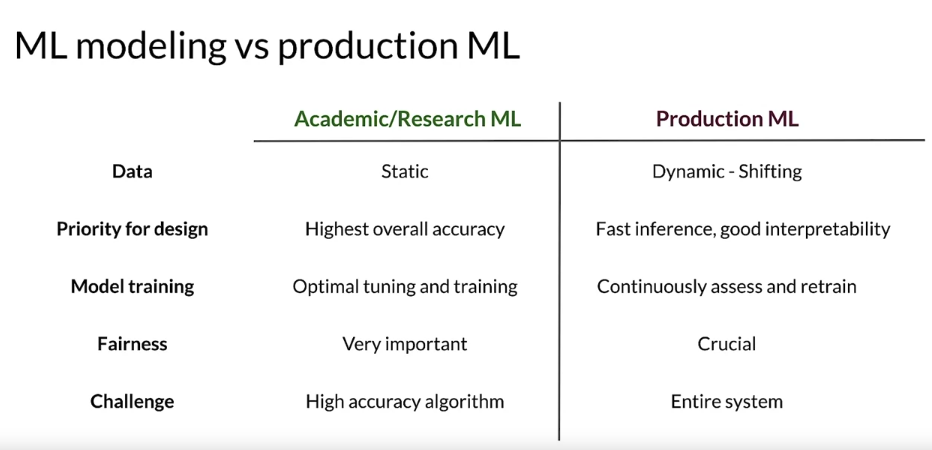 ML modeling vs production ML
Academic/Research ML Production ML
Data Static Dynamic - Shifting
Priority for design Highest overall accuracy Fast inference, good interpretability
Model training Optimal tuning and training Continuously assess and retrain
Fairness Very important Crucial
Challenge High accuracy algorithm Entire system